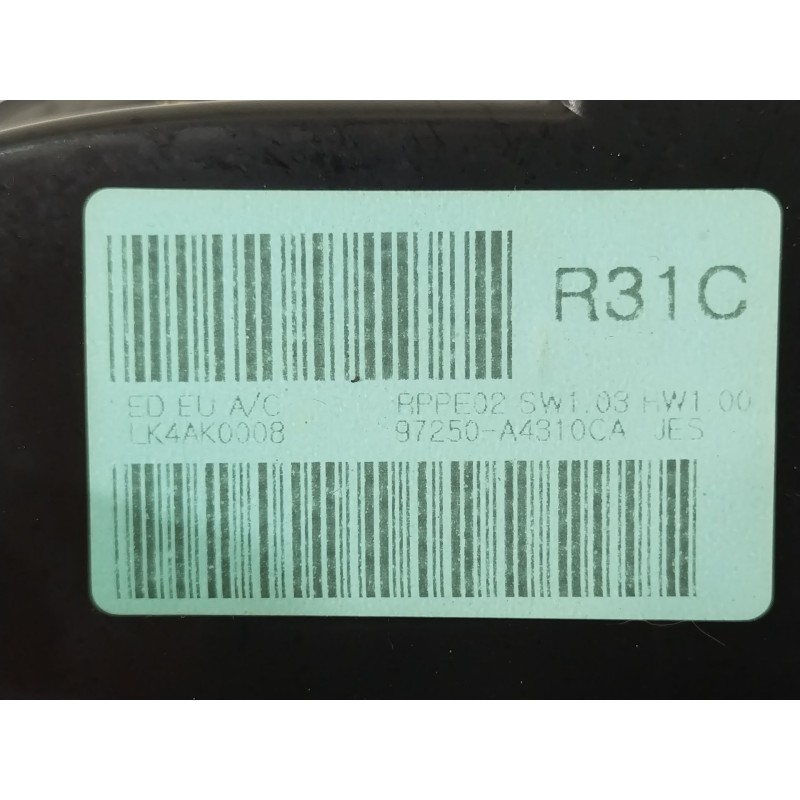 R31C
ED EU A/C RPPE02 SW1.03 HW1.00
LK4AK0008 97250-A4310CA JES